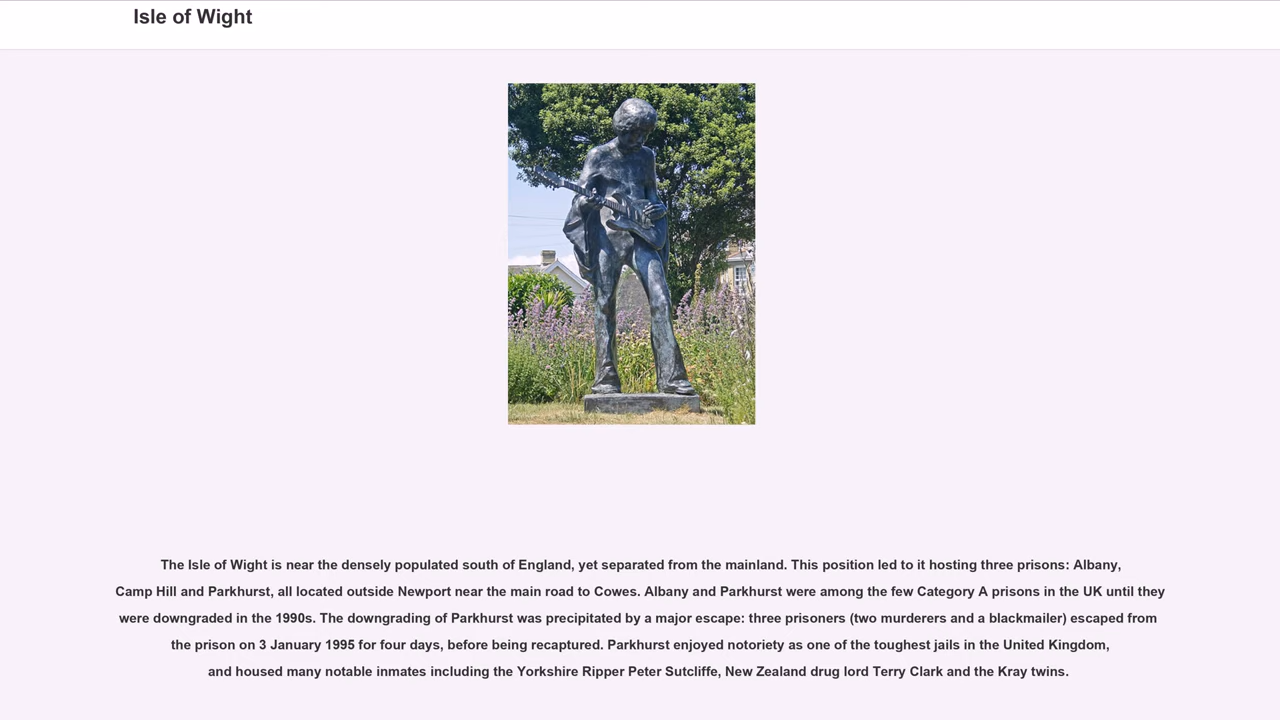 Isle of Wight
The Isle of Wight is near the densely populated south of England, yet separated from the mainland. This position led to it hosting three prisons: Albany,
Camp Hill and Parkhurst, all located outside Newport near the main road to Cowes. Albany and Parkhurst were among the few Category A prisons in the UK until they
were downgraded in the 1990s. The downgrading of Parkhurst was precipitated by a major escape: three prisoners (two murderers and a blackmailer) escaped from
the prison on 3 January 1995 for four days, before being recaptured. Parkhurst enjoyed notoriety as one of the toughest jails in the United Kingdom,
and housed many notable inmates including the Yorkshire Ripper Peter Sutcliffe, New Zealand drug lord Terry Clark and the Kray twins.